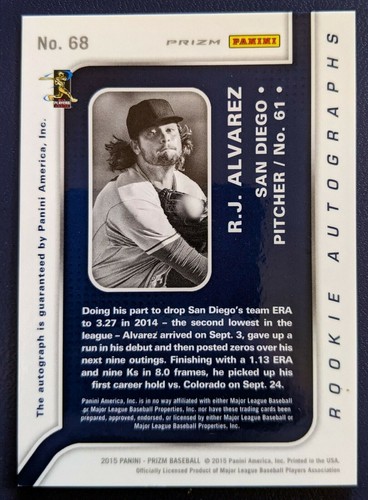 No. 68
PRIZM
PANINI
PLAYERS
The autograph is guaranteed by Panini America, Inc.
R.J. ALVAREZ
SAN DIEGO •
PITCHER / No. 61 •
ROOKIE AUTOGRAPHS
Doing his part to drop San Diego's team ERA
to 3.27 in 2014 – the second lowest in the
league – Alvarez arrived on Sept. 3, gave up a
run in his debut and then posted zeros over his
next nine outings. Finishing with a 1.13 ERA
and nine Ks in 8.0 frames, he picked up his
first career hold vs. Colorado on Sept. 24.
Panini America, Inc. is in no way affiliated with either Major League Baseball
or Major League Baseball Properties, Inc. nor have these trading cards been
prepared, approved, endorsed, or licensed by either Major League Baseball
or Major League Baseball Properties, Inc.
2015 PANINI - PRIZM BASEBALL © 2015 Panini America, Inc. Printed in the USA.
Officially Licensed Product of Major League Baseball Players Association